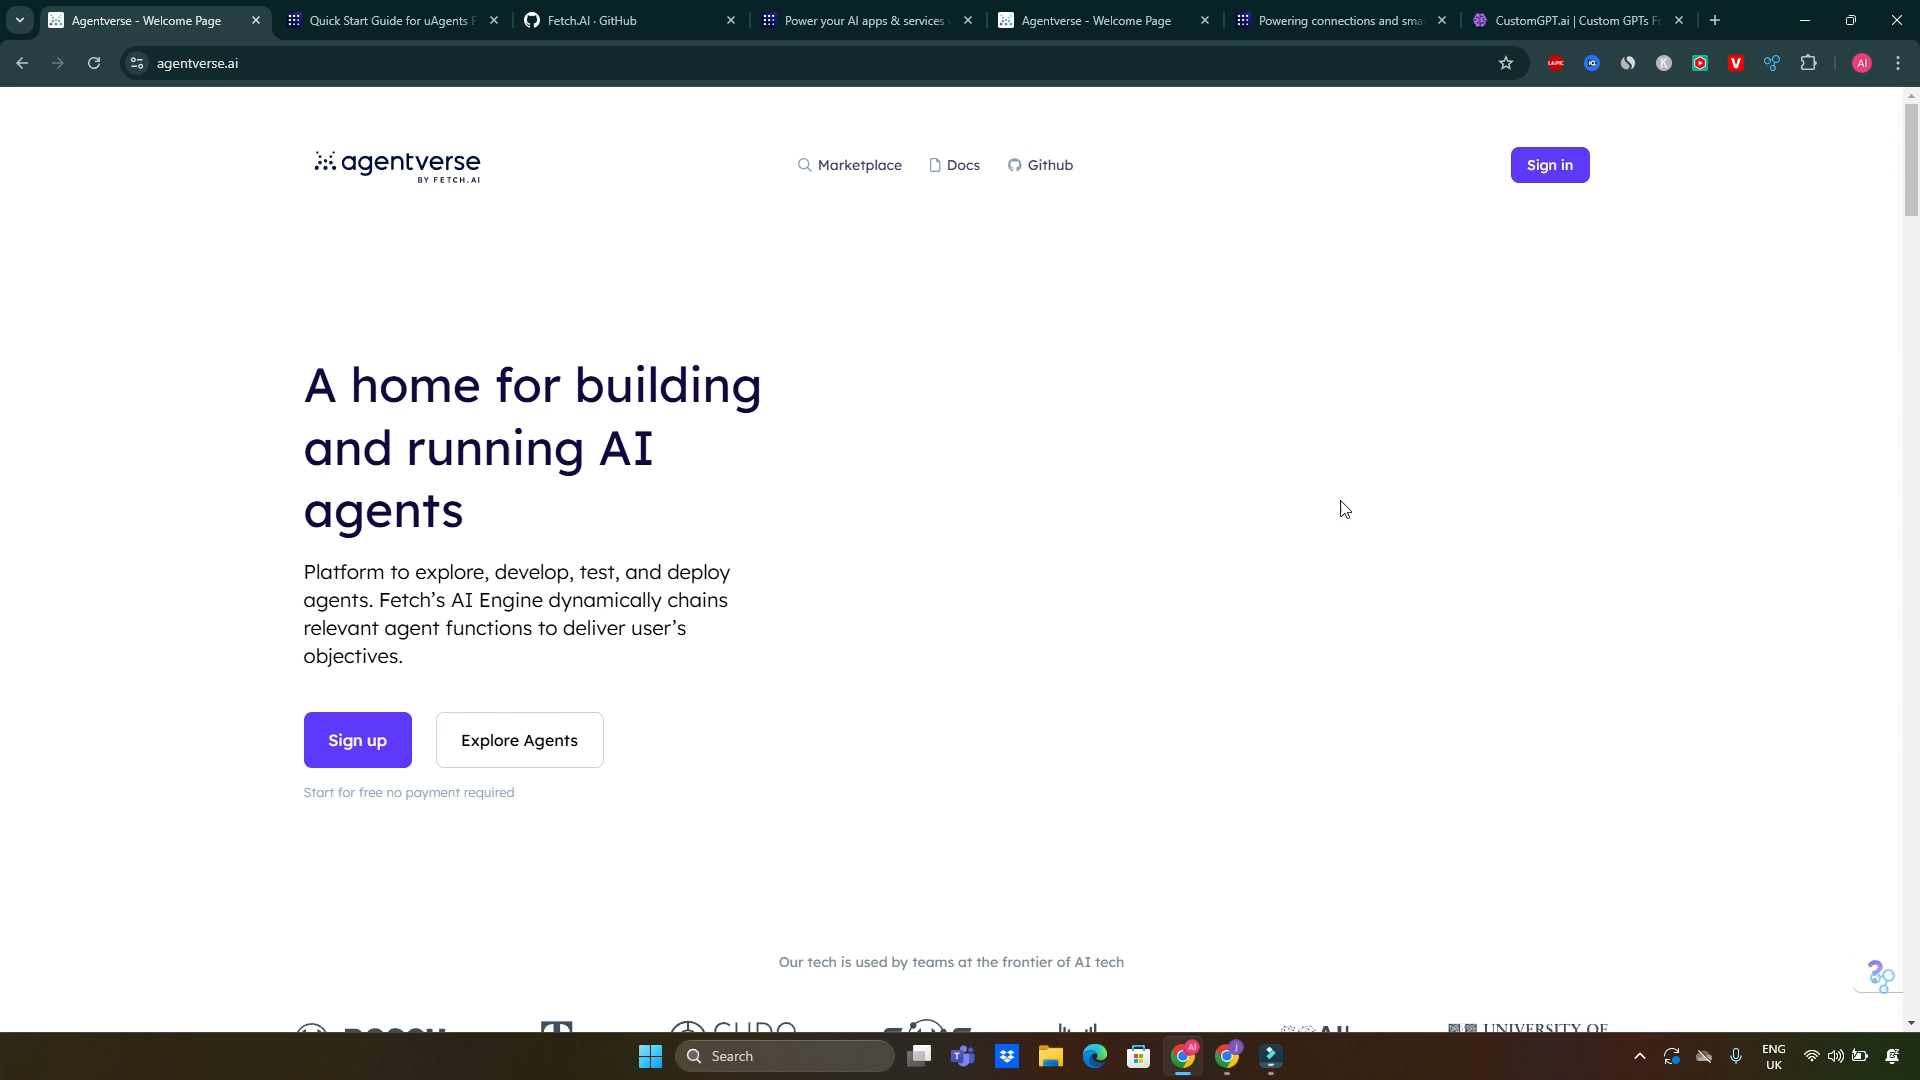 Agentverse - Welcome Page
Quick Start Guide for uAgents F
Fetch.AI · GitHub
Power your AI apps & services
Agentverse - Welcome Page
Powering connections and sma
CustomGPT.ai | Custom GPTs Fr
agentverse.ai
AI
agentverse
BY FETCH.AI
Marketplace
Docs
Github
Sign in
A home for building
and running AI
agents
Platform to explore, develop, test, and deploy
agents. Fetch’s AI Engine dynamically chains
relevant agent functions to deliver user’s
objectives.
Sign up
Explore Agents
Start for free no payment required
Our tech is used by teams at the frontier of AI tech
BOSCH
UNIVERSITY OF
Search
ENG
UK